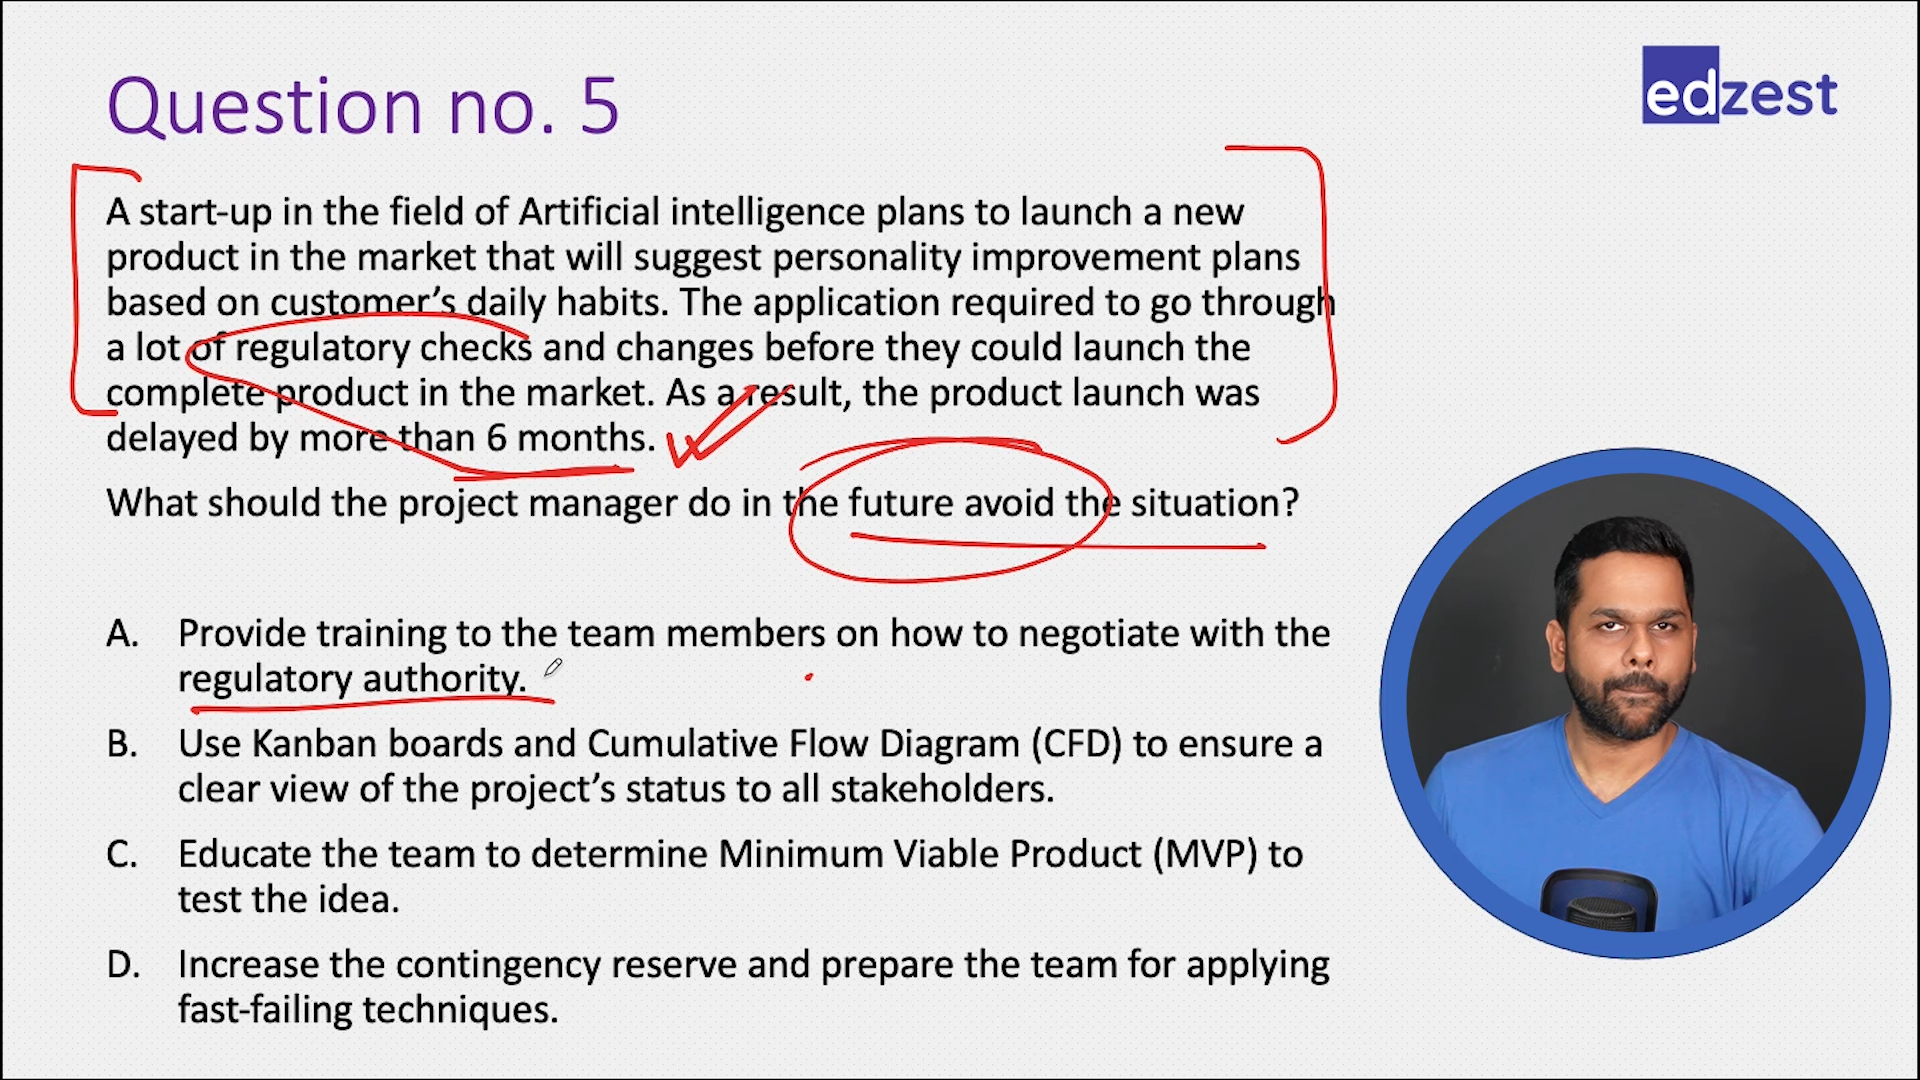 Question no. 5
edzest
A start-up in the field of Artificial intelligence plans to launch a new
product in the market that will suggest personality improvement plans
based on customer’s daily habits. The application required to go through
a lot of regulatory checks and changes before they could launch the
complete product in the market. As a result, the product launch was
delayed by more than 6 months.
What should the project manager do in the future avoid the situation?
A. Provide training to the team members on how to negotiate with the
regulatory authority.
B. Use Kanban boards and Cumulative Flow Diagram (CFD) to ensure a
clear view of the project’s status to all stakeholders.
C. Educate the team to determine Minimum Viable Product (MVP) to
test the idea.
D. Increase the contingency reserve and prepare the team for applying
fast-failing techniques.